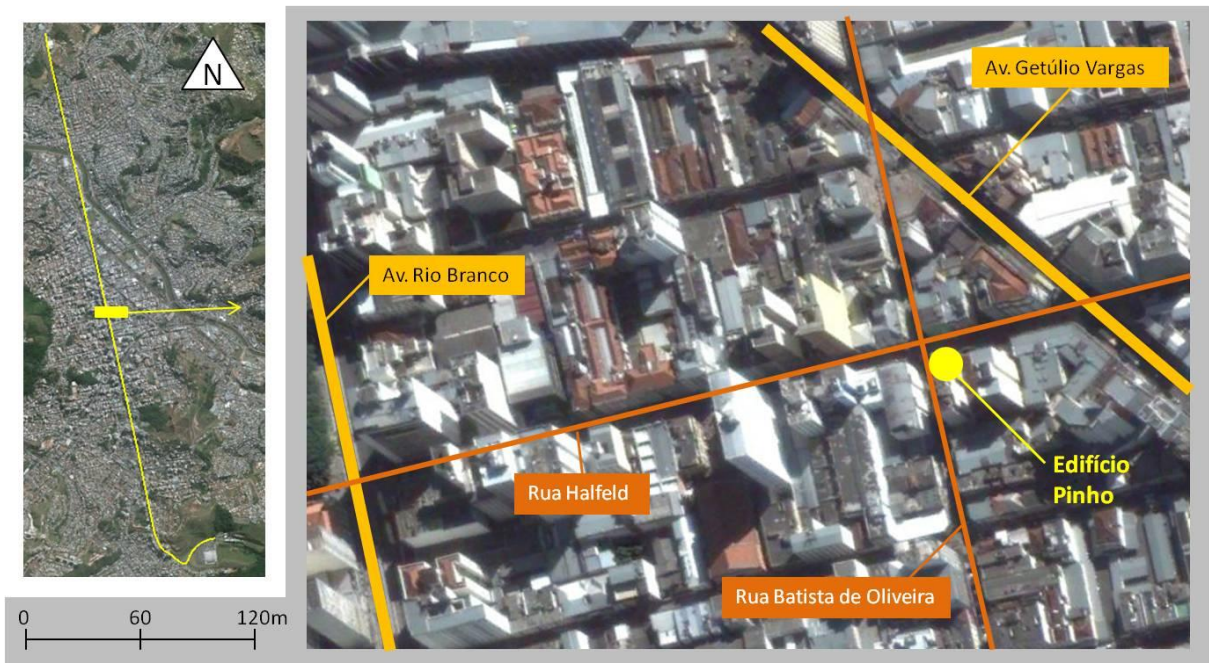 N
Av. Getúlio Vargas
Av. Rio Branco
Edifício
Pinho
Rua Halfeld
Rua Batista de Oliveira
0 60 120m